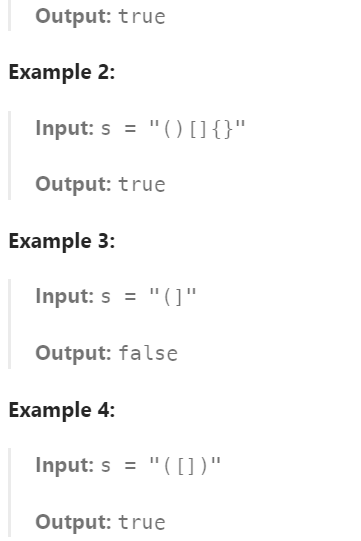 Output: true
Example 2:
Input: s = "()[]{}"
Output: true
Example 3:
Input: s = "(]"
Output: false
Example 4:
Input: s = "([])"
Output: true